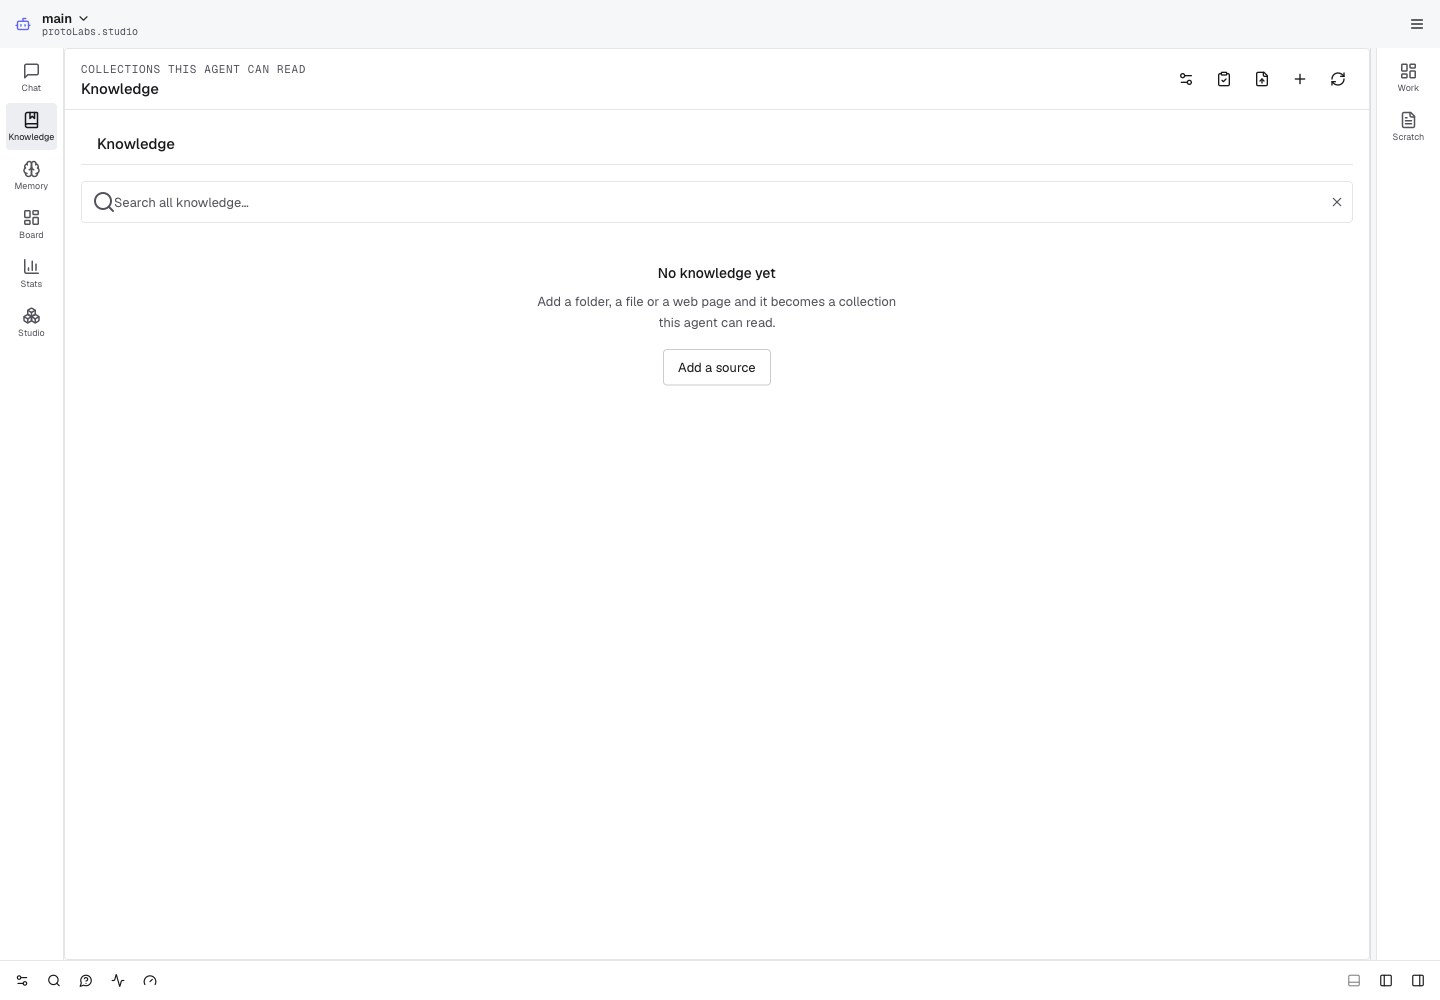 main
protoLabs.studio
Chat
Knowledge
Memory
Board
Stats
Studio
COLLECTIONS THIS AGENT CAN READ
Knowledge
Knowledge
Search all knowledge…
No knowledge yet
Add a folder, a file or a web page and it becomes a collection
this agent can read.
Add a source
Work
Scratch